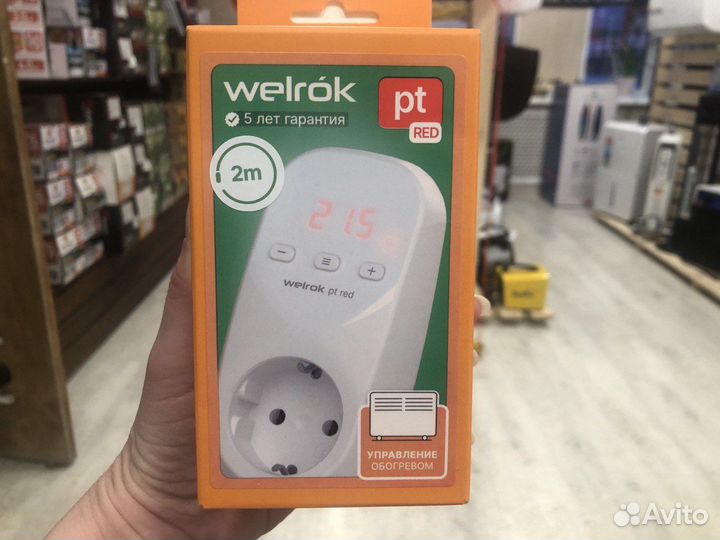 welrók
5 лет гарантия
pt
RED
2m
21.5
− ≡ +
welrok pt red
УПРАВЛЕНИЕ
ОБОГРЕВОМ
Avito